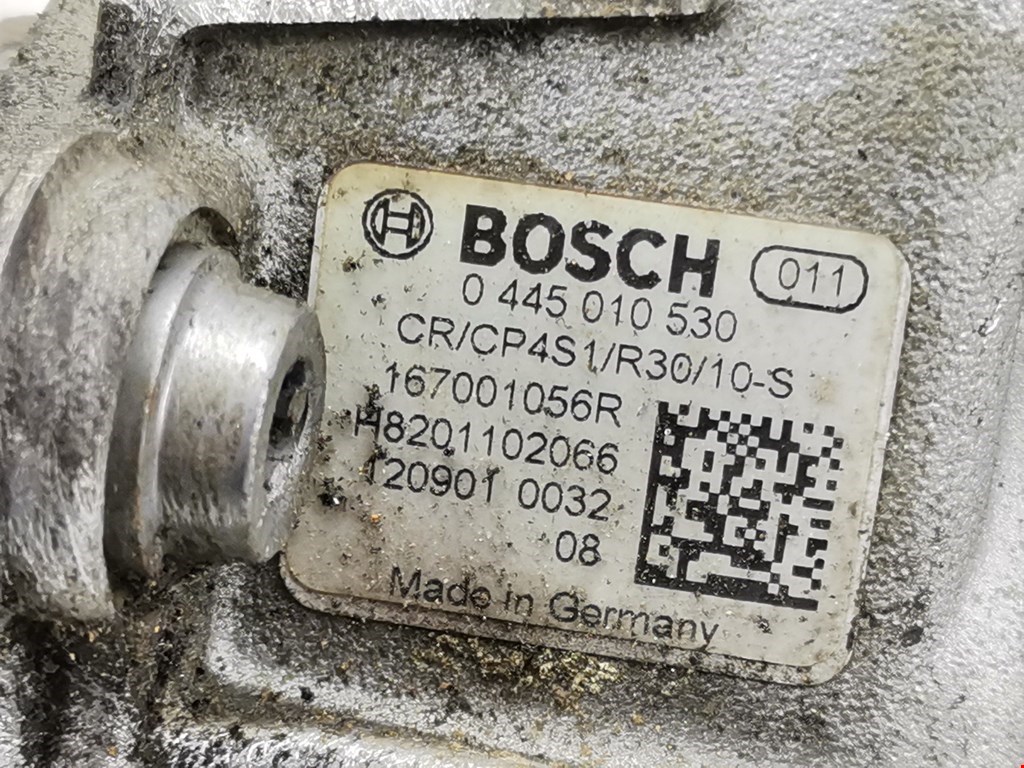 BOSCH 011
0 445 010 530
CR/CP4S1/R30/10-S
167001056R
H8201102066
120901 0032
08
Made in Germany